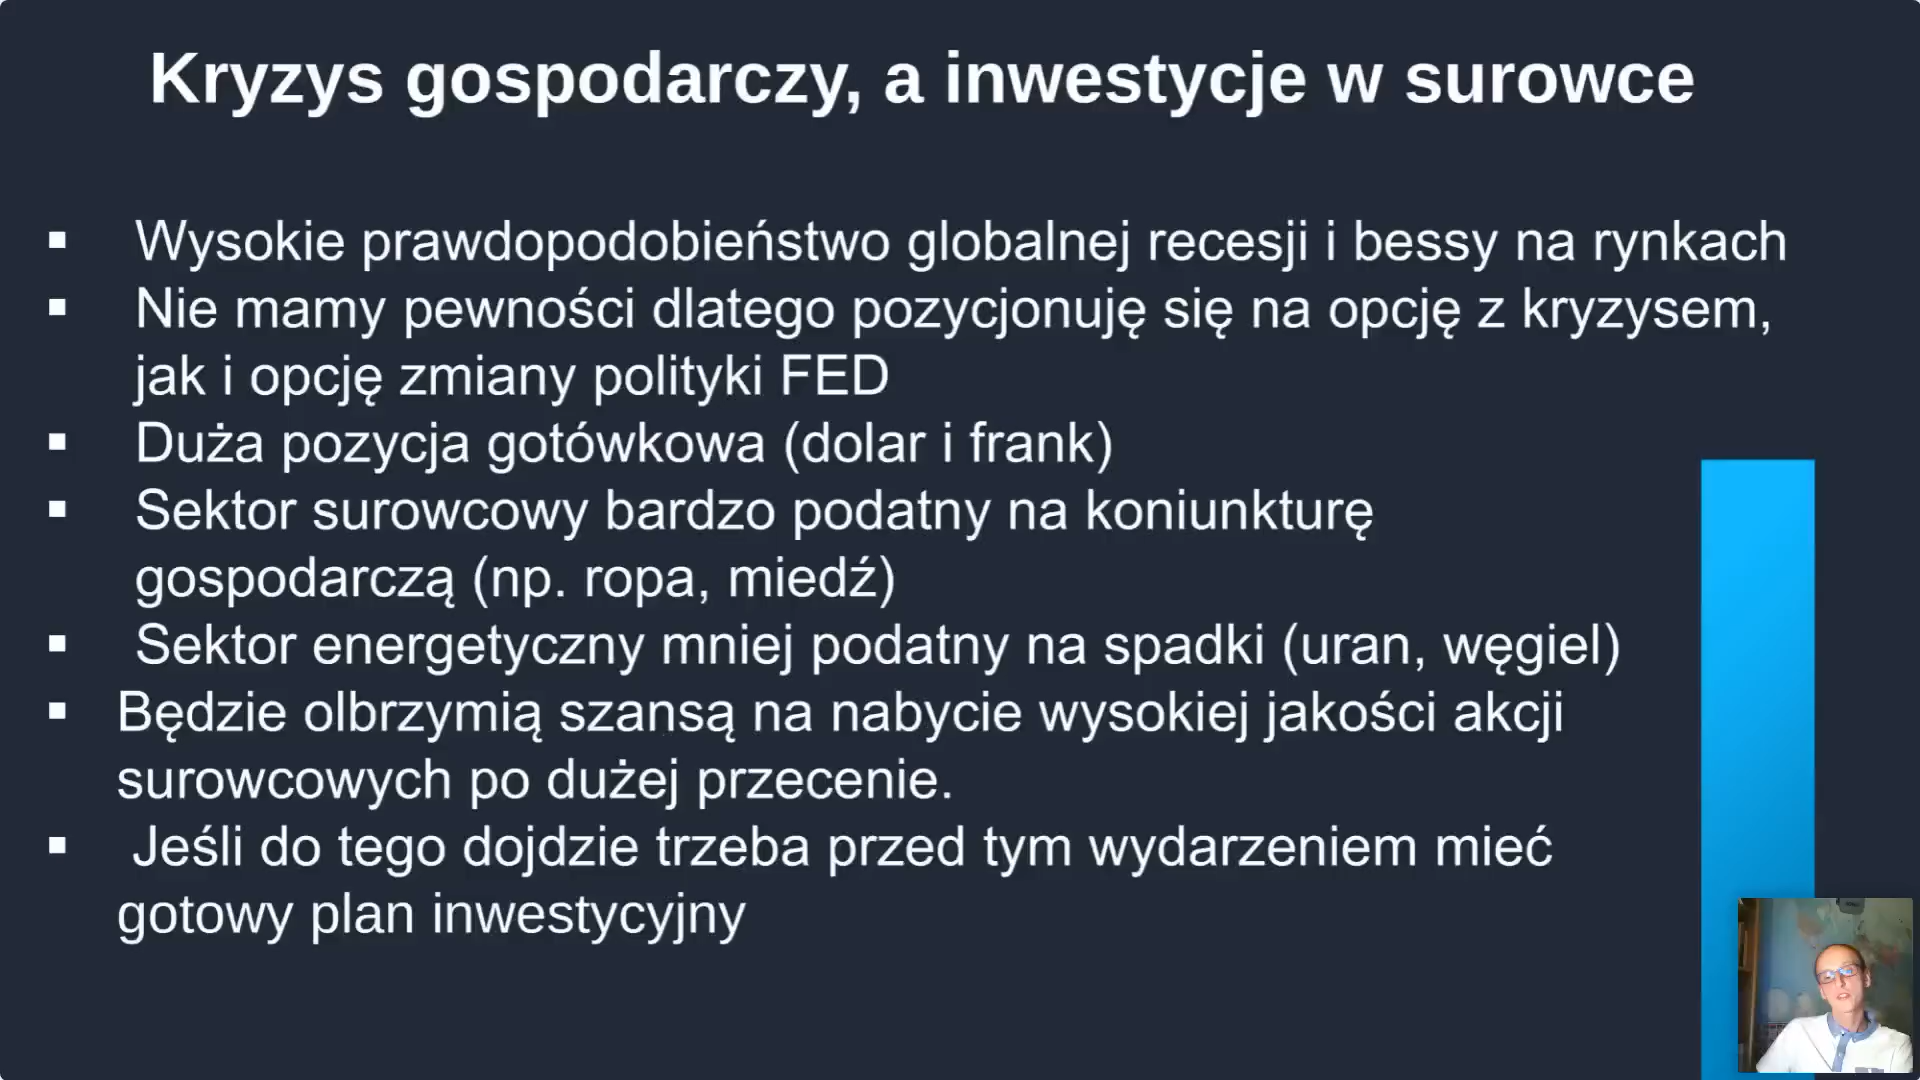 Kryzys gospodarczy, a inwestycje w surowce
▪ Wysokie prawdopodobieństwo globalnej recesji i bessy na rynkach
▪ Nie mamy pewności dlatego pozycjonuję się na opcję z kryzysem,
jak i opcję zmiany polityki FED
▪ Duża pozycja gotówkowa (dolar i frank)
▪ Sektor surowcowy bardzo podatny na koniunkturę
gospodarczą (np. ropa, miedź)
▪ Sektor energetyczny mniej podatny na spadki (uran, węgiel)
▪ Będzie olbrzymią szansą na nabycie wysokiej jakości akcji
surowcowych po dużej przecenie.
▪ Jeśli do tego dojdzie trzeba przed tym wydarzeniem mieć
gotowy plan inwestycyjny